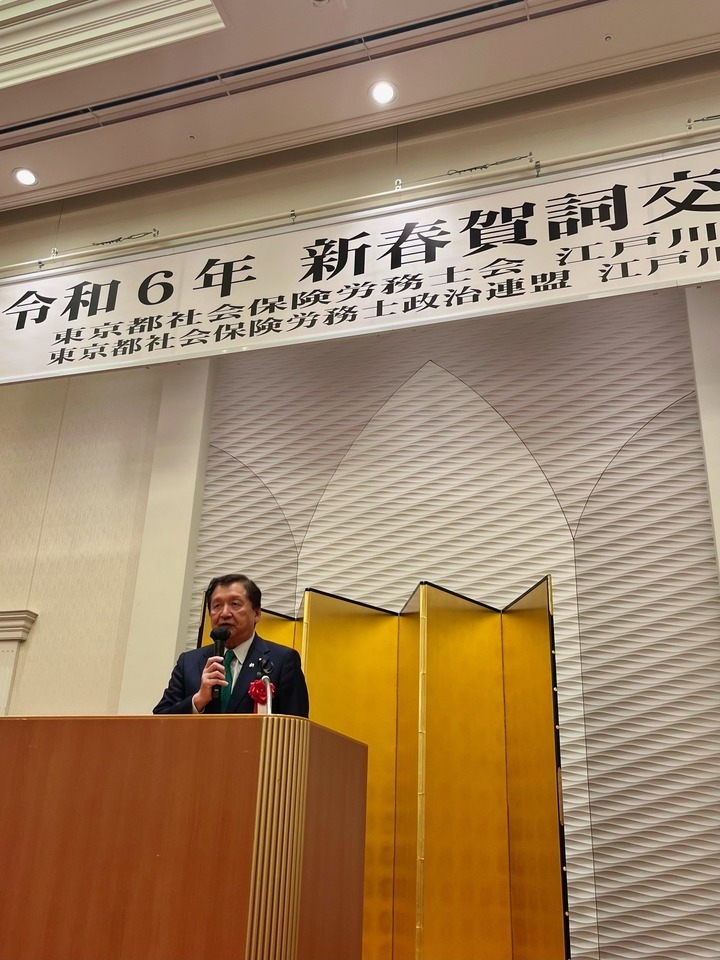 令和６年 新春賀詞交
東京都社会保険労務士会 江戸川
東京都社会保険労務士政治連盟 江戸川